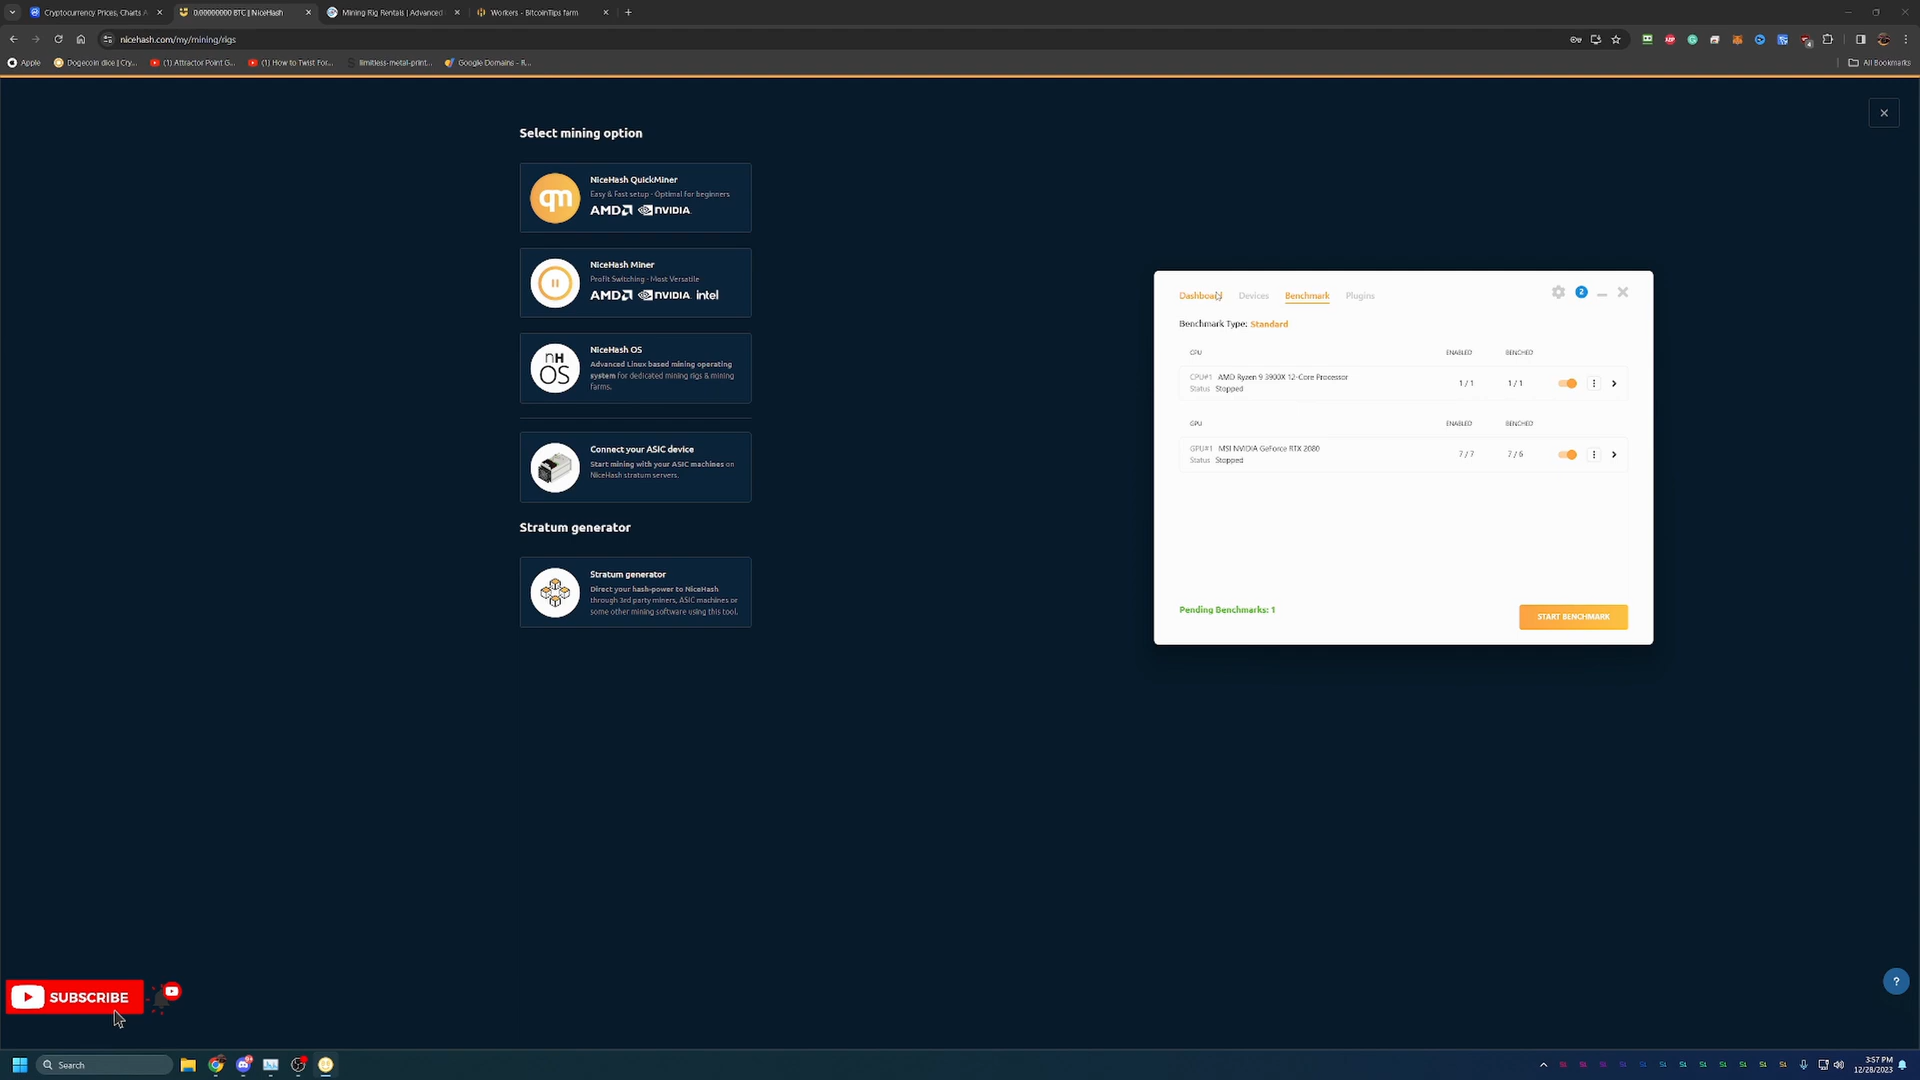 Cryptocurrency Prices, Charts A
0.00000000 BTC | NiceHash
Mining Rig Rentals | Advanced
Workers - BitcoinTips farm
nicehash.com/my/mining/rigs
Apple
Dogecoin dice | Cry...
(1) Attractor Point G...
(1) How to Twist For...
limitless-metal-print...
Google Domains - R...
All Bookmarks
Select mining option
qm
NiceHash QuickMiner
Easy & Fast setup - Optimal for beginners
AMD NVIDIA
NiceHash Miner
Profit Switching - Most Versatile
AMD NVIDIA intel
nH
OS
NiceHash OS
Advanced Linux based mining operating
system for dedicated mining rigs & mining
farms.
Connect your ASIC device
Start mining with your ASIC machines on
NiceHash stratum servers.
Stratum generator
Stratum generator
Direct your hash-power to NiceHash
through 3rd party miners, ASIC machines or
some other mining software using this tool.
Dashboard Devices Benchmark Plugins
2
Benchmark Type: Standard
CPU ENABLED BENCHED
CPU#1 AMD Ryzen 9 3900X 12-Core Processor 1 / 1 1 / 1
Status Stopped
GPU ENABLED BENCHED
GPU#1 MSI NVIDIA GeForce RTX 2080 7 / 7 7 / 6
Status Stopped
Pending Benchmarks: 1
START BENCHMARK
SUBSCRIBE
?
Search
3:57 PM
12/28/2023